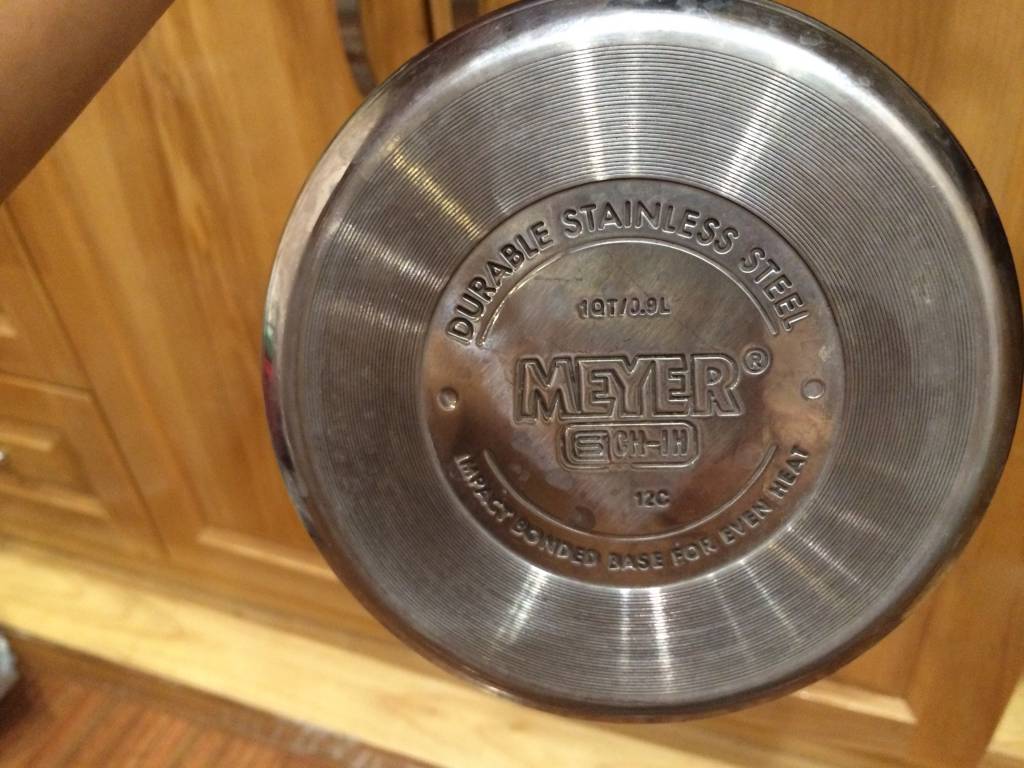 DURABLE STAINLESS STEEL
1QT/0.9L
MEYER®
CH-IH
12C
IMPACT BONDED BASE FOR EVEN HEAT